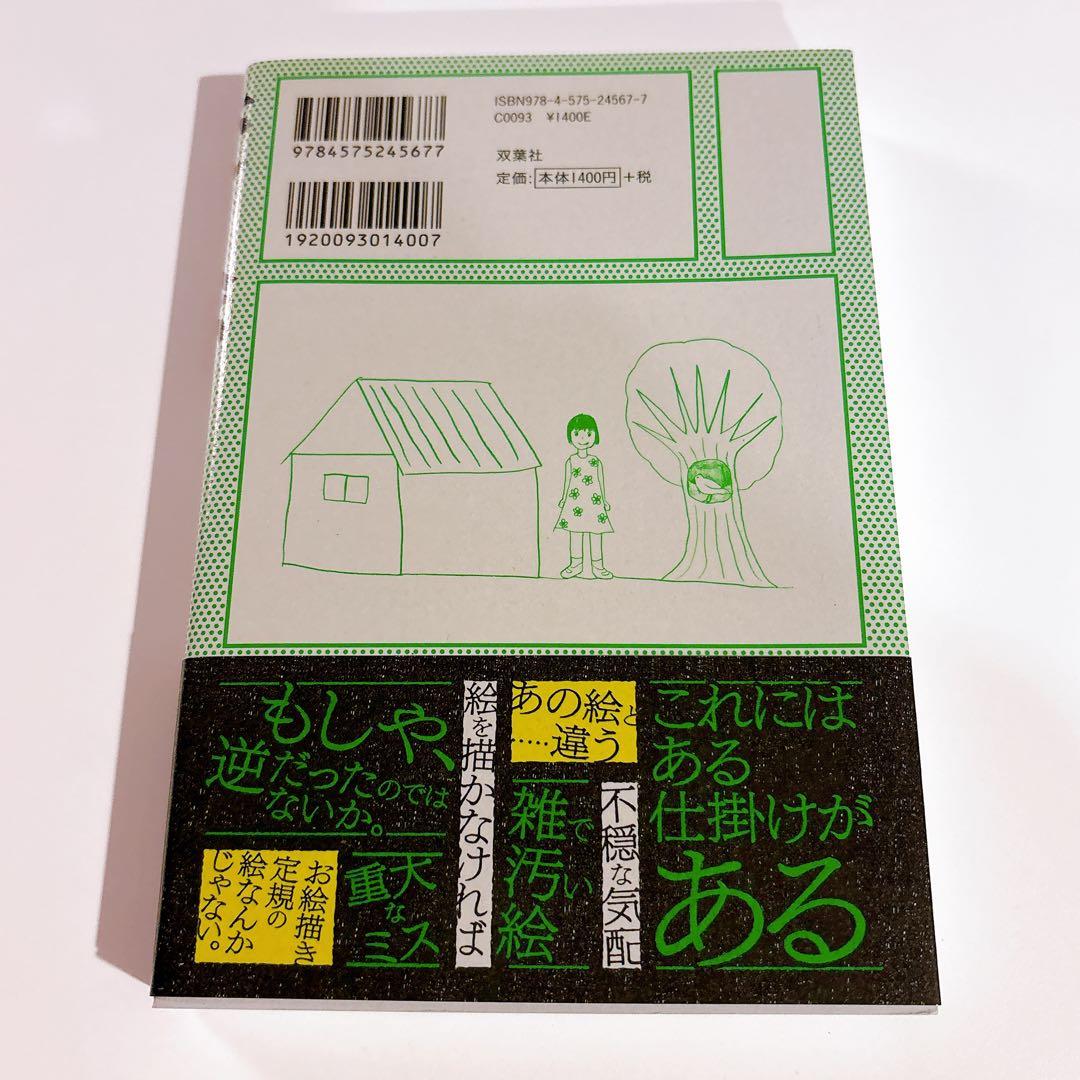 ISBN978-4-575-24567-7
C0093 ¥1400E
9784575245677
双葉社
定価:本体1400円+税
1920093014007
これには
ある
仕掛けが
ある
あの絵と
……違う
不穏な気配
雑で
汚い
絵
絵を描かなければ
もしや、
逆だったのでは
ないか。
重大な
ミス
お絵描き
定規の
絵なんか
じゃない。